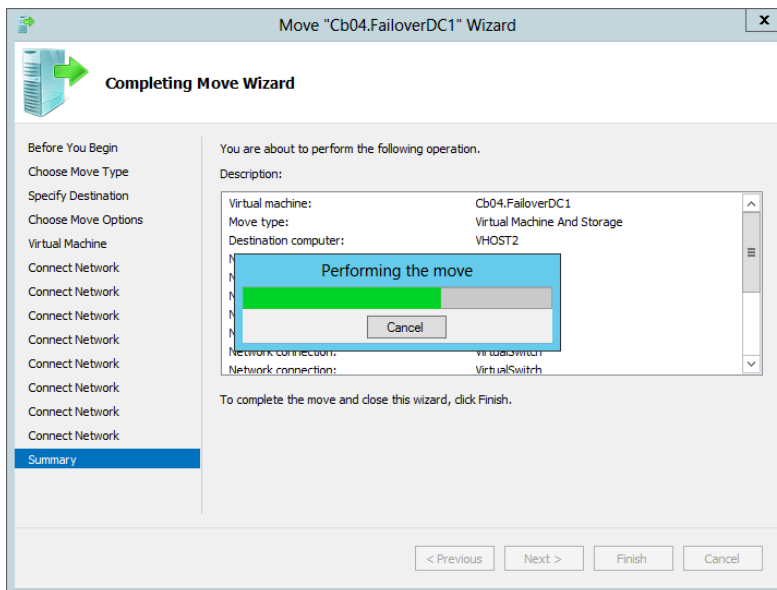 Move "Cb04.FailoverDC1" Wizard
x
Completing Move Wizard
Before You Begin
Choose Move Type
Specify Destination
Choose Move Options
Virtual Machine
Connect Network
Connect Network
Connect Network
Connect Network
Connect Network
Connect Network
Connect Network
Connect Network
Summary
You are about to perform the following operation.
Description:
Virtual machine: Cb04.FailoverDC1
Move type: Virtual Machine And Storage
Destination computer: VHOST2
N
N
N
N
N
Performing the move
Cancel
Network connection: VirtualSwitch
Network connection: VirtualSwitch
To complete the move and close this wizard, click Finish.
< Previous Next > Finish Cancel